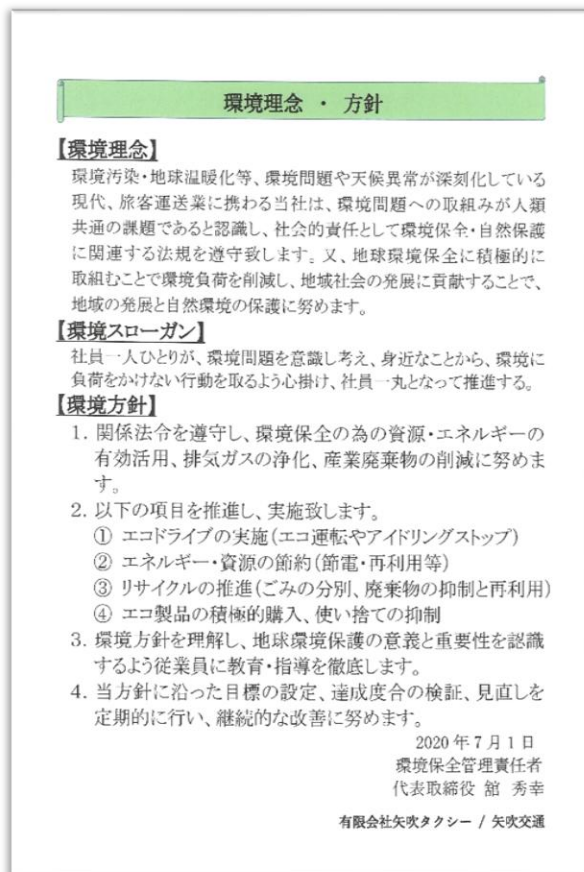 環境理念 ・ 方針
【環境理念】
環境汚染・地球温暖化等、環境問題や天候異常が深刻化している
現代、旅客運送業に携わる当社は、環境問題への取組みが人類
共通の課題であると認識し、社会的責任として環境保全・自然保護
に関連する法規を遵守致します。又、地球環境保全に積極的に
取組むことで環境負荷を削減し、地域社会の発展に貢献することで、
地域の発展と自然環境の保護に努めます。
【環境スローガン】
社員一人ひとりが、環境問題を意識し考え、身近なことから、環境に
負荷をかけない行動を取るよう心掛け、社員一丸となって推進する。
【環境方針】
1. 関係法令を遵守し、環境保全の為の資源・エネルギーの
有効活用、排気ガスの浄化、産業廃棄物の削減に努めま
す。
2. 以下の項目を推進し、実施致します。
① エコドライブの実施(エコ運転やアイドリングストップ)
② エネルギー・資源の節約(節電・再利用等)
③ リサイクルの推進(ごみの分別、廃棄物の抑制と再利用)
④ エコ製品の積極的購入、使い捨ての抑制
3. 環境方針を理解し、地球環境保護の意義と重要性を認識
するよう従業員に教育・指導を徹底します。
4. 当方針に沿った目標の設定、達成度合の検証、見直しを
定期的に行い、継続的な改善に努めます。
2020年7月1日
環境保全管理責任者
代表取締役 舘 秀幸
有限会社矢吹タクシー / 矢吹交通